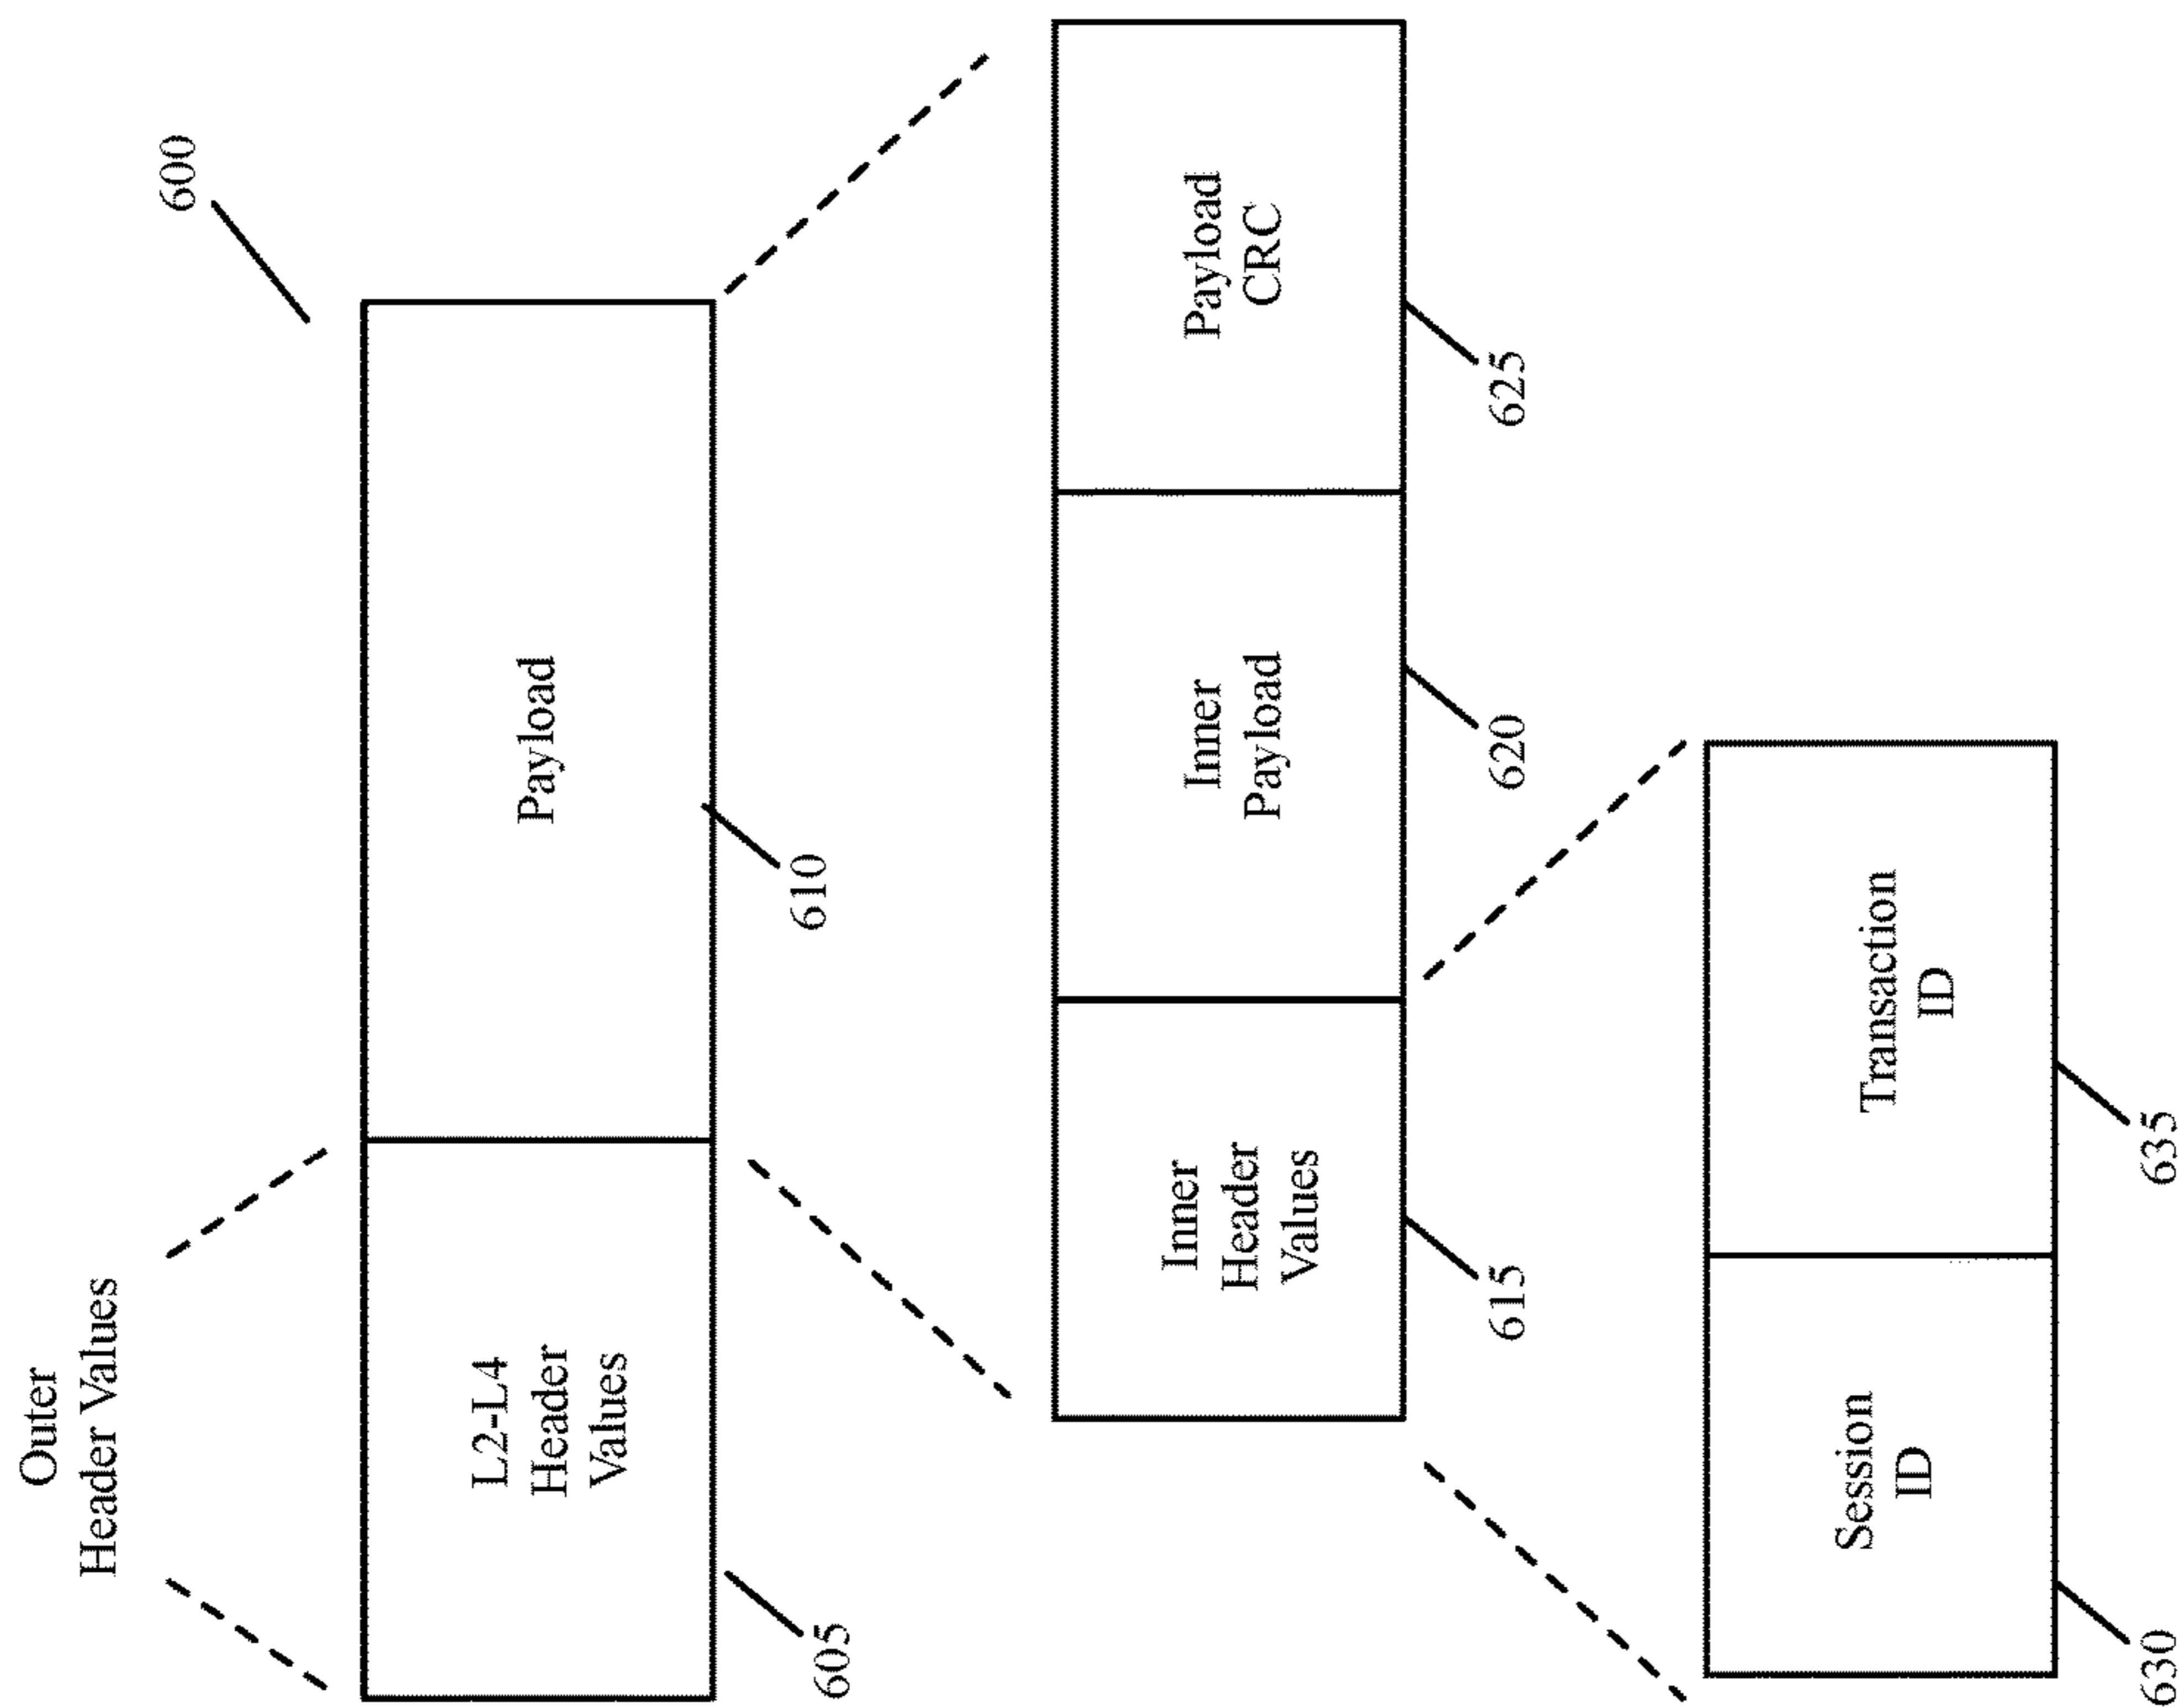 600
Outer
Header Values
L2-L4
Header
Values
Payload
605
610
Inner
Header
Values
Inner
Payload
Payload
CRC
615
620
625
Session
ID
Transaction
ID
630
635